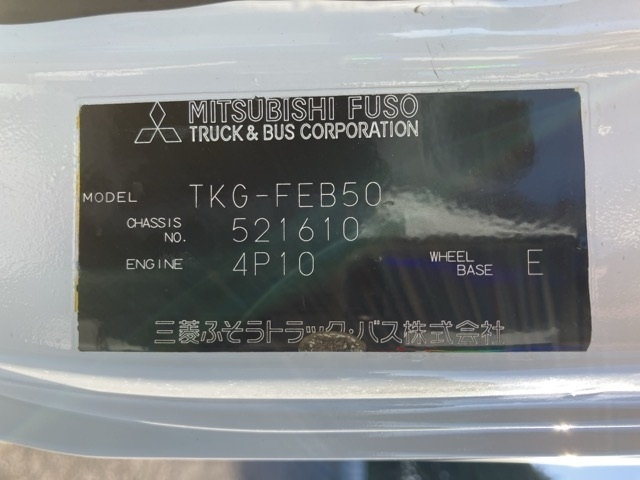 MITSUBISHI FUSO
TRUCK & BUS CORPORATION
MODEL TKG-FEB50
CHASSIS NO. 521610
ENGINE 4P10 WHEEL BASE E
三菱ふそうトラック・バス株式会社